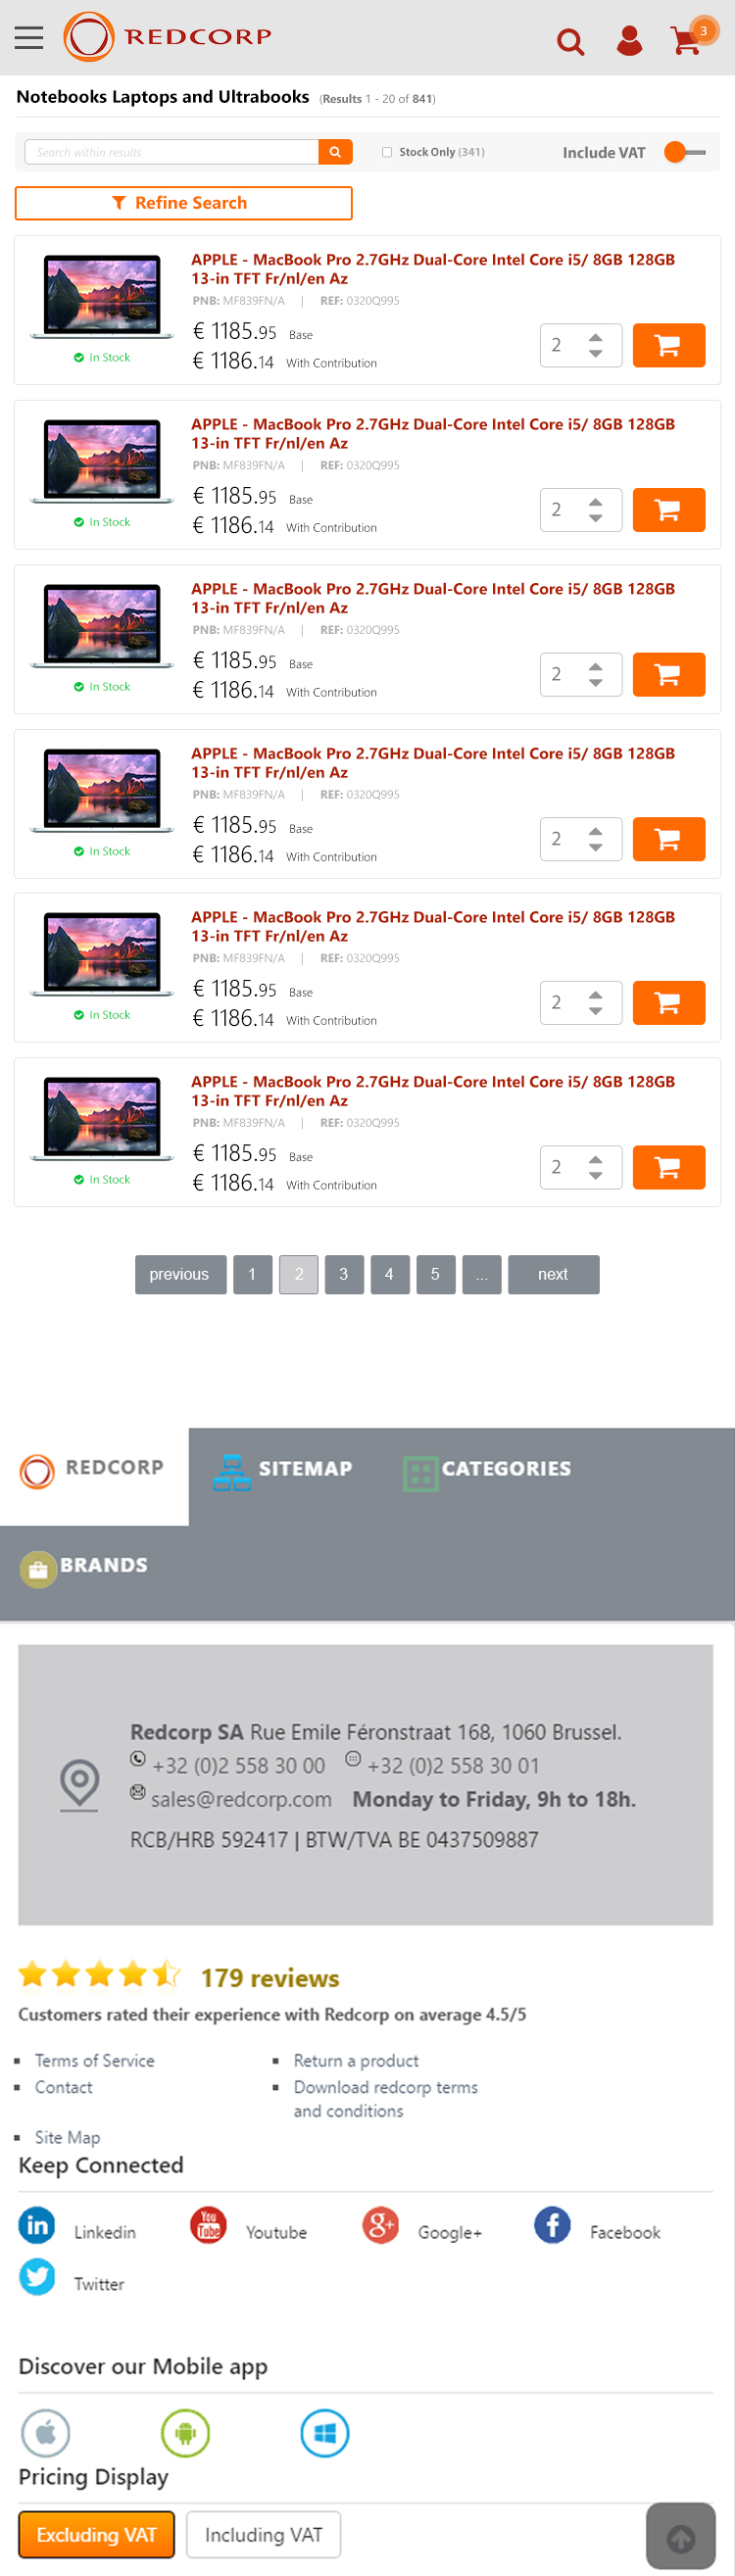 REDCORP
3
Notebooks Laptops and Ultrabooks (Results 1 - 20 of 841)
Search within results
Stock Only (341)
Include VAT
Refine Search
APPLE - MacBook Pro 2.7GHz Dual-Core Intel Core i5/ 8GB 128GB
13-in TFT Fr/nl/en Az
PNB: MF839FN/A | REF: 0320Q995
€ 1185.95 Base
€ 1186.14 With Contribution
In Stock
2
APPLE - MacBook Pro 2.7GHz Dual-Core Intel Core i5/ 8GB 128GB
13-in TFT Fr/nl/en Az
PNB: MF839FN/A | REF: 0320Q995
€ 1185.95 Base
€ 1186.14 With Contribution
In Stock
2
APPLE - MacBook Pro 2.7GHz Dual-Core Intel Core i5/ 8GB 128GB
13-in TFT Fr/nl/en Az
PNB: MF839FN/A | REF: 0320Q995
€ 1185.95 Base
€ 1186.14 With Contribution
In Stock
2
APPLE - MacBook Pro 2.7GHz Dual-Core Intel Core i5/ 8GB 128GB
13-in TFT Fr/nl/en Az
PNB: MF839FN/A | REF: 0320Q995
€ 1185.95 Base
€ 1186.14 With Contribution
In Stock
2
APPLE - MacBook Pro 2.7GHz Dual-Core Intel Core i5/ 8GB 128GB
13-in TFT Fr/nl/en Az
PNB: MF839FN/A | REF: 0320Q995
€ 1185.95 Base
€ 1186.14 With Contribution
In Stock
2
APPLE - MacBook Pro 2.7GHz Dual-Core Intel Core i5/ 8GB 128GB
13-in TFT Fr/nl/en Az
PNB: MF839FN/A | REF: 0320Q995
€ 1185.95 Base
€ 1186.14 With Contribution
In Stock
2
previous 1 2 3 4 5 ... next
REDCORP
SITEMAP
CATEGORIES
BRANDS
Redcorp SA Rue Emile Féronstraat 168, 1060 Brussel.
+32 (0)2 558 30 00 +32 (0)2 558 30 01
sales@redcorp.com Monday to Friday, 9h to 18h.
RCB/HRB 592417 | BTW/TVA BE 0437509887
179 reviews
Customers rated their experience with Redcorp on average 4.5/5
Terms of Service
Return a product
Contact
Download redcorp terms
and conditions
Site Map
Keep Connected
in Linkedin
You Tube Youtube
g+ Google+
f Facebook
Twitter
Discover our Mobile app
Pricing Display
Excluding VAT
Including VAT